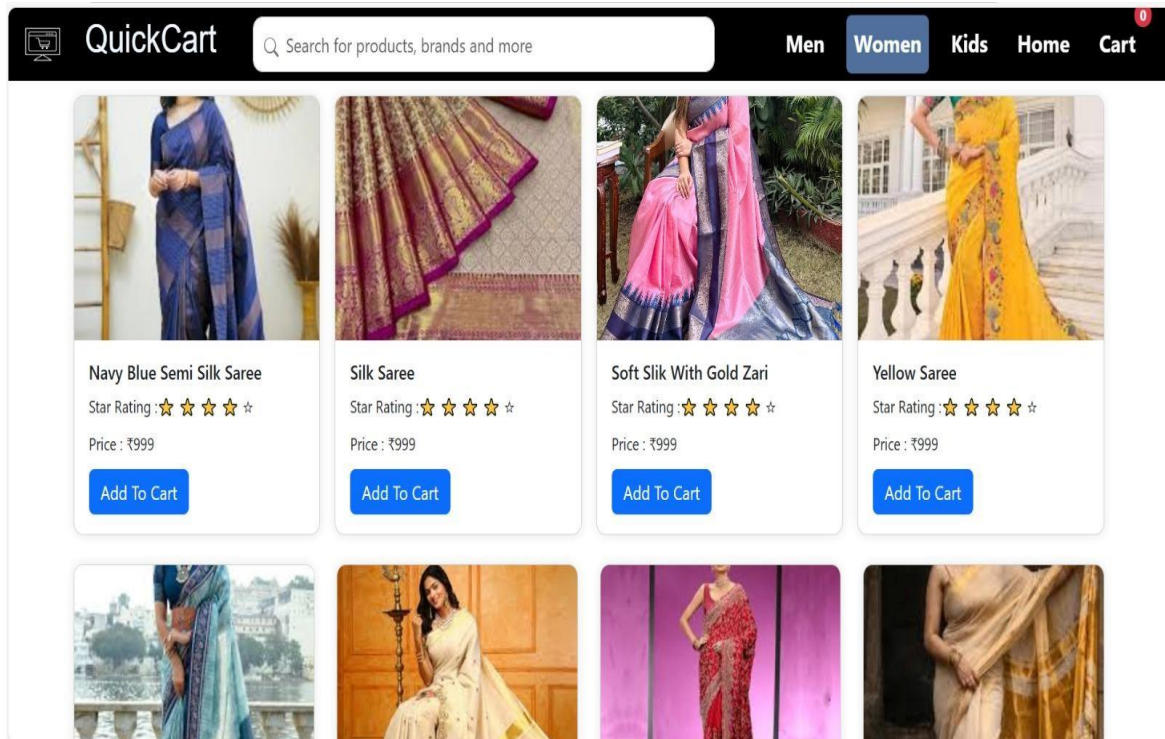 QuickCart
Search for products, brands and more
Men
Women
Kids
Home
Cart
0
Navy Blue Semi Silk Saree
Star Rating :⭐⭐⭐⭐☆
Price : ₹999
Add To Cart
Silk Saree
Star Rating :⭐⭐⭐⭐☆
Price : ₹999
Add To Cart
Soft Slik With Gold Zari
Star Rating :⭐⭐⭐⭐☆
Price : ₹999
Add To Cart
Yellow Saree
Star Rating :⭐⭐⭐⭐☆
Price : ₹999
Add To Cart